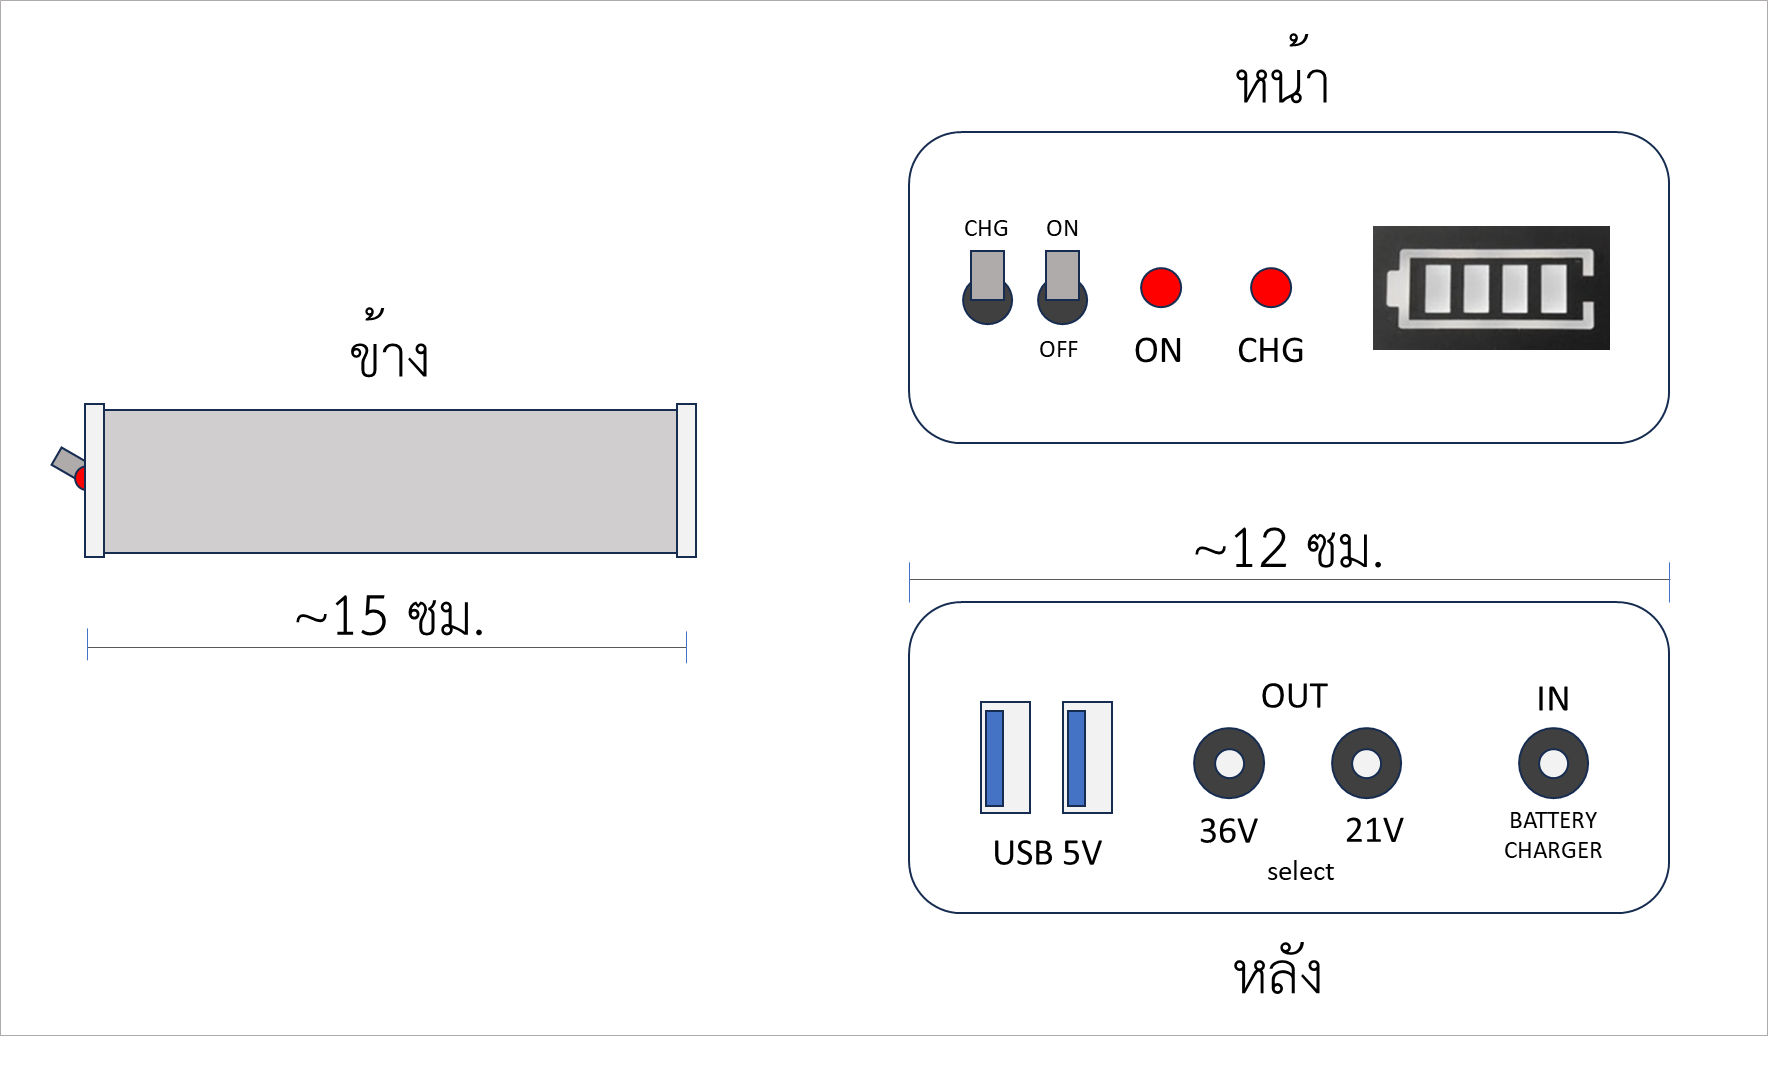 หน้า
CHG ON
OFF
ON CHG
ข้าง
~15 ซม.
~12 ซม.
OUT
IN
36V 21V
select
USB 5V
BATTERY
CHARGER
หลัง